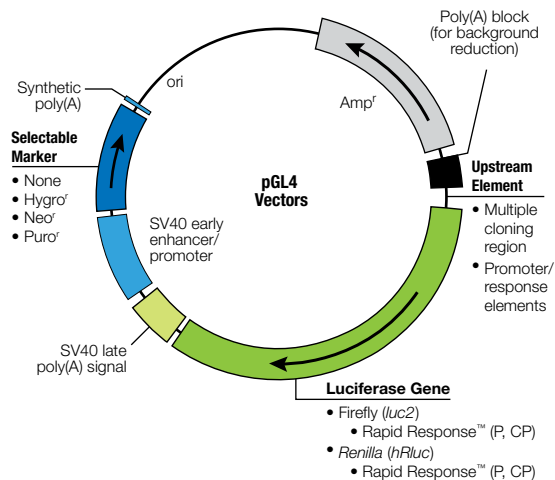 Poly(A) block
(for background
reduction)
Synthetic
poly(A)
ori
Ampʳ
Selectable
Marker
• None
• Hygroʳ
• Neoʳ
• Puroʳ
pGL4
Vectors
Upstream
Element
• Multiple
cloning
region
• Promoter/
response
elements
SV40 early
enhancer/
promoter
SV40 late
poly(A) signal
Luciferase Gene
• Firefly (luc2)
• Rapid Response™ (P, CP)
• Renilla (hRluc)
• Rapid Response™ (P, CP)